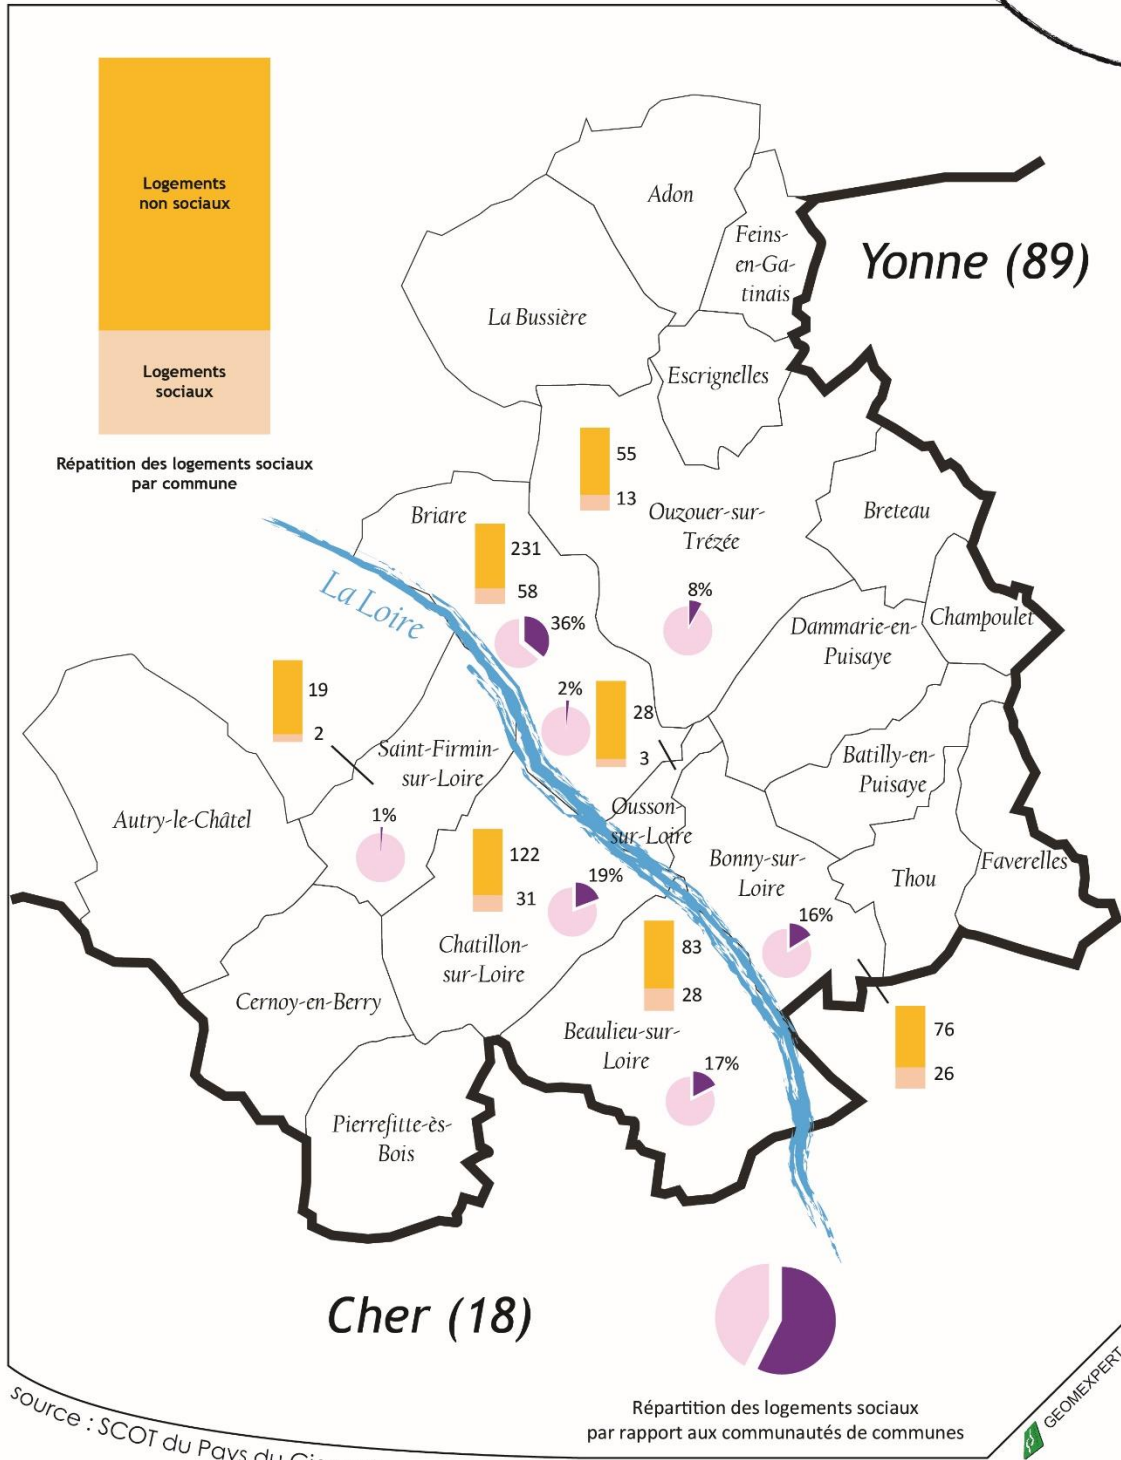 Logements
non sociaux
Logements
sociaux
Répatition des logements sociaux
par commune
Adon
Feins-
en-Ga-
tinais
Yonne (89)
La Bussière
Escrignelles
55
13
Ouzouer-sur-
Trézée
8%
Breteau
Briare
231
58
36%
La Loire
Champoulet
Dammarie-en-
Puisaye
19
2
2%
28
3
Saint-Firmin-
sur-Loire
1%
Batilly-en-
Puisaye
Autry-le-Châtel
Ousson-
sur-Loire
Bonny-sur-
Loire
16%
Thou
Faverelles
122
31
19%
Chatillon-
sur-Loire
83
28
Cernoy-en-Berry
Beaulieu-sur-
Loire
17%
76
26
Pierrefitte-ès-
Bois
Cher (18)
Répartition des logements sociaux
par rapport aux communautés de communes
source : SCOT du Pays du
GEOMEXPERT